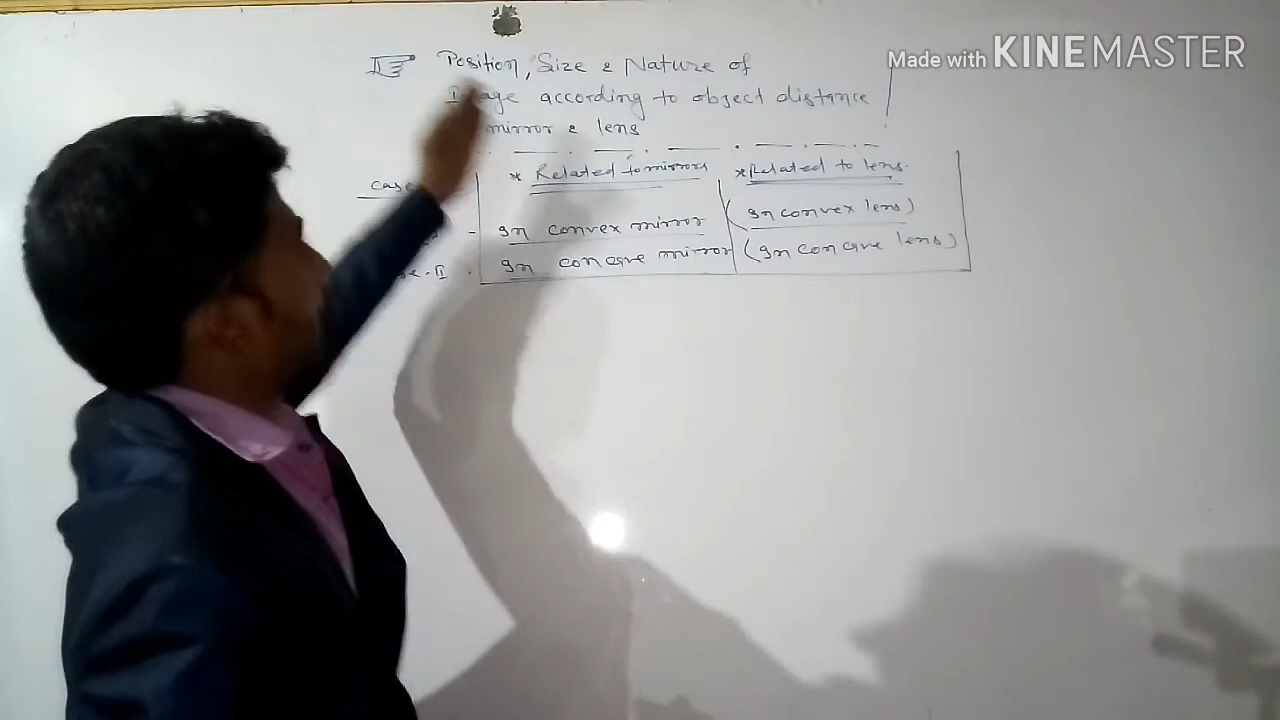 Position, Size & Nature of
Image according to object distance
mirror & lens
* Related to mirrors * Related to lens.
case
- In convex mirror (In convex lens)
II. In concave mirror (In concave lens)
Made with KINEMASTER